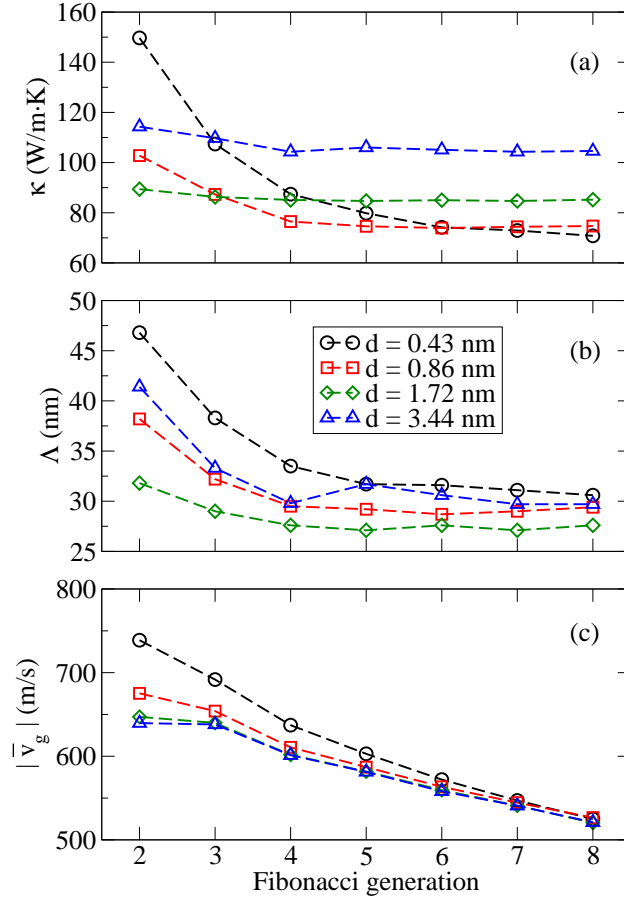 160
140
120
100
80
60
κ (W/m·K)
(a)
50
45
40
35
30
25
Λ (nm)
(b)
d = 0.43 nm
d = 0.86 nm
d = 1.72 nm
d = 3.44 nm
800
700
600
500
| v̄_g | (m/s)
(c)
2 3 4 5 6 7 8
Fibonacci generation